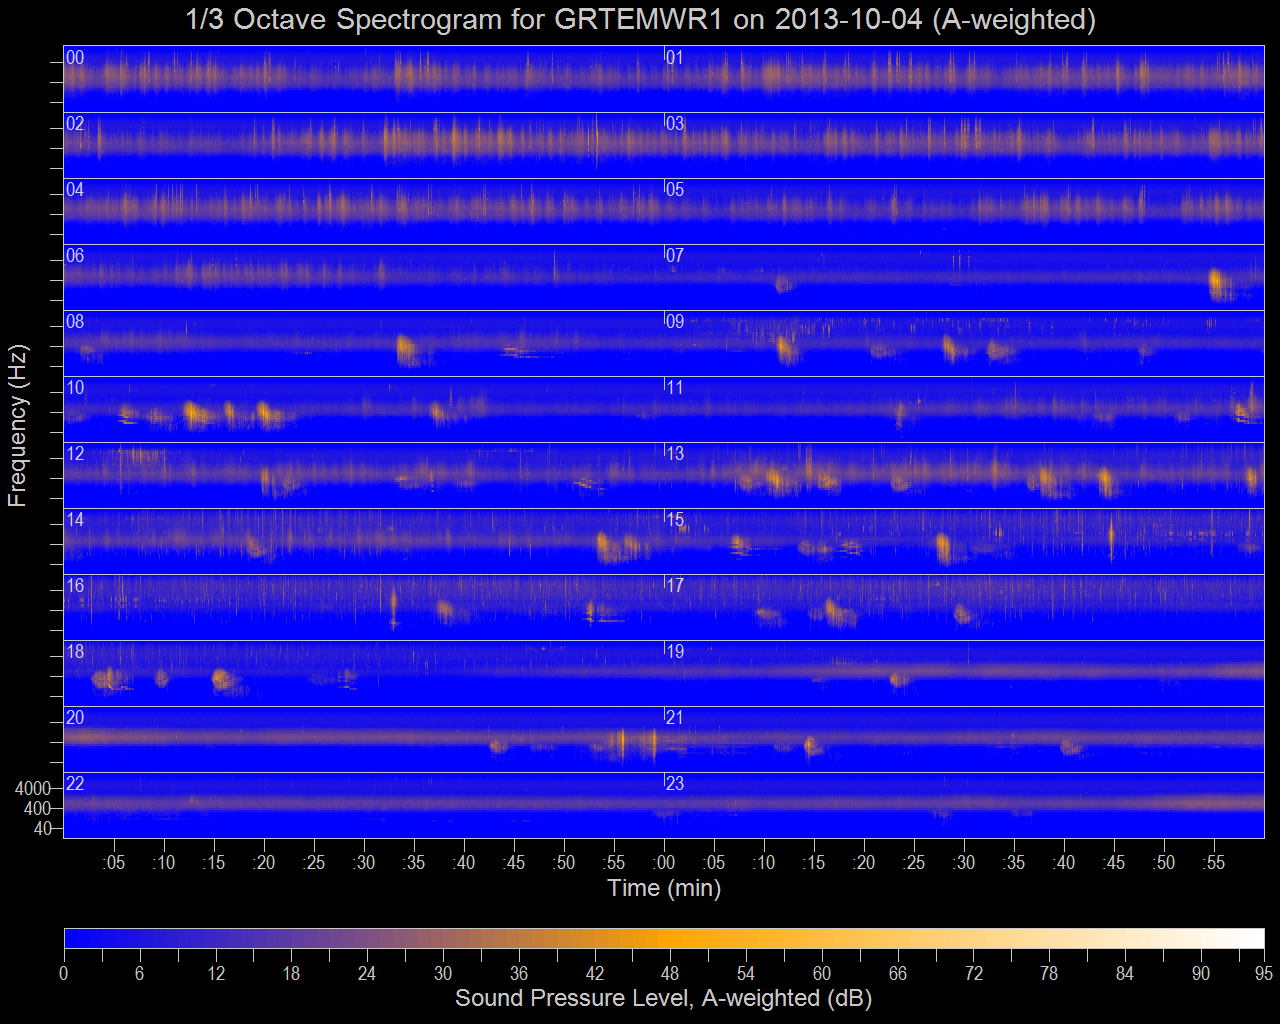 1/3 Octave Spectrogram for GRTEMWR1 on 2013-10-04 (A-weighted)
00 01
02 03
04 05
06 07
08 09
10 11
12 13
14 15
16 17
18 19
20 21
22 23
Frequency (Hz)
4000
400
40
:05 :10 :15 :20 :25 :30 :35 :40 :45 :50 :55 :00 :05 :10 :15 :20 :25 :30 :35 :40 :45 :50 :55
Time (min)
0 6 12 18 24 30 36 42 48 54 60 66 72 78 84 90 95
Sound Pressure Level, A-weighted (dB)